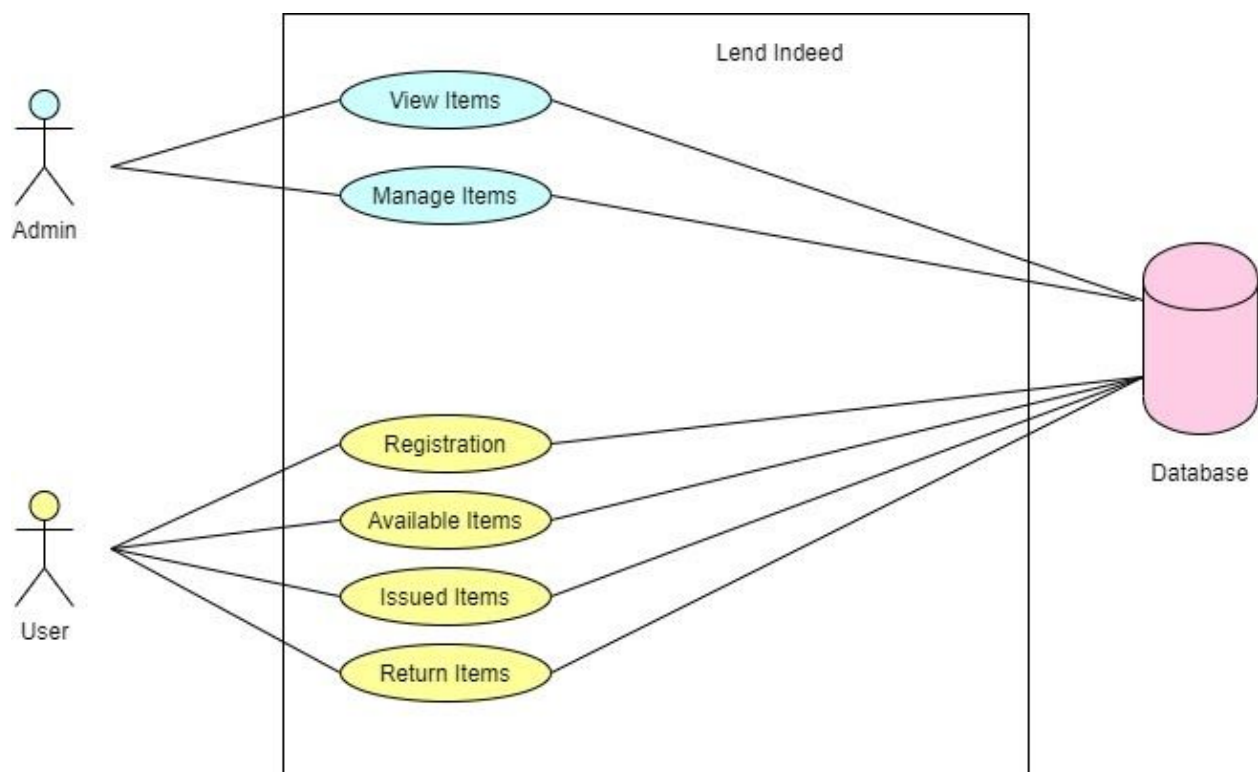 Lend Indeed
View Items
Manage Items
Admin
Registration
Available Items
Issued Items
Return Items
User
Database